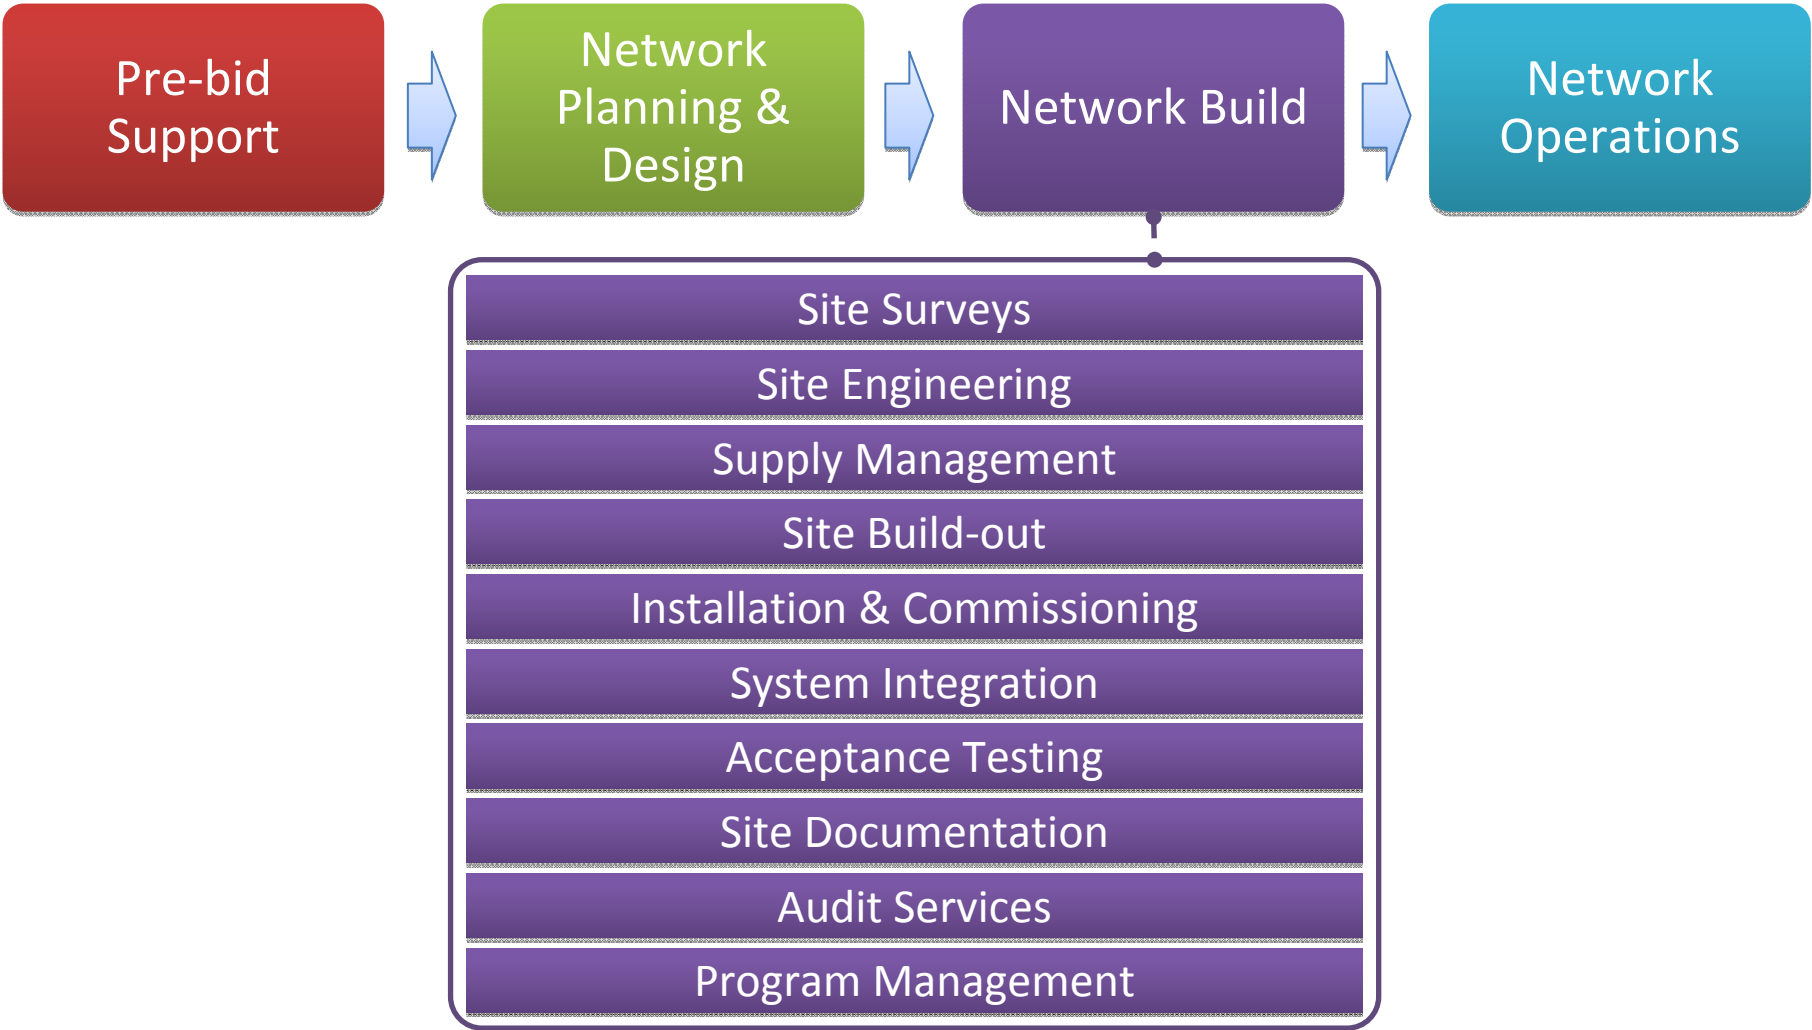 Pre-bid
Support
Network
Planning &
Design
Network Build
Network
Operations
Site Surveys
Site Engineering
Supply Management
Site Build-out
Installation & Commissioning
System Integration
Acceptance Testing
Site Documentation
Audit Services
Program Management